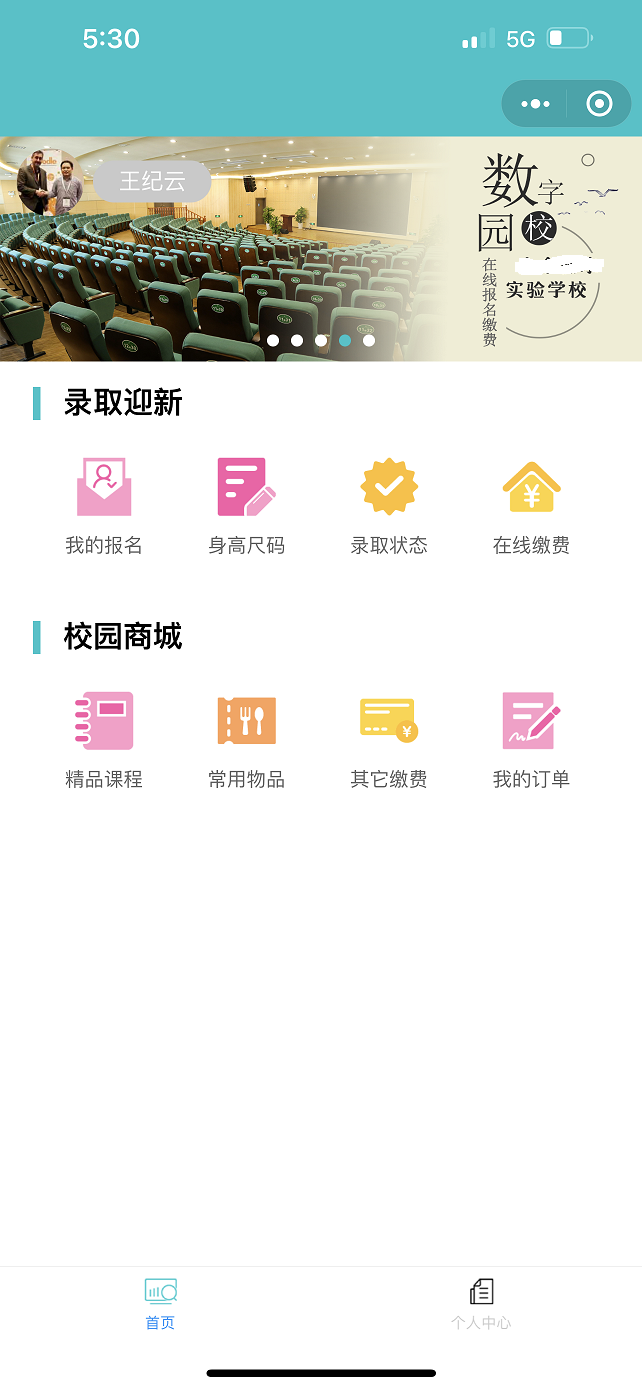 5:30
5G
王纪云
数字
园校
在线报名缴费
实验学校
录取迎新
我的报名
身高尺码
录取状态
在线缴费
¥
校园商城
精品课程
常用物品
其它缴费
我的订单
¥
首页
个人中心